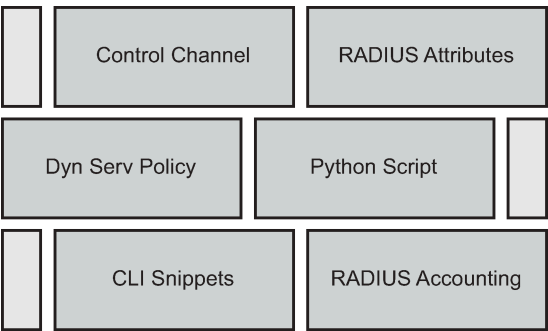 Control Channel
RADIUS Attributes
Dyn Serv Policy
Python Script
CLI Snippets
RADIUS Accounting